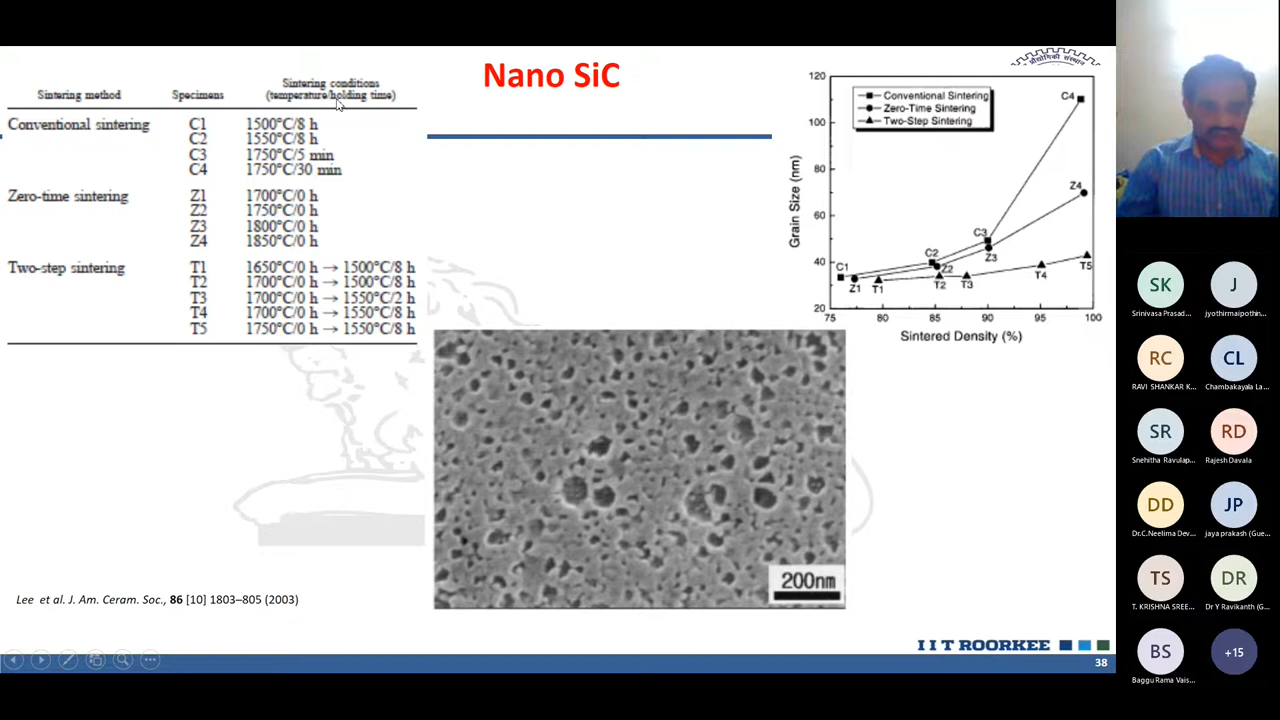 Nano SiC
Sintering conditions
Sintering method Specimens (temperature/holding time)
Conventional sintering C1 1500°C/8 h
C2 1550°C/8 h
C3 1750°C/5 min
C4 1750°C/30 min
Zero-time sintering Z1 1700°C/0 h
Z2 1750°C/0 h
Z3 1800°C/0 h
Z4 1850°C/0 h
Two-step sintering T1 1650°C/0 h → 1500°C/8 h
T2 1700°C/0 h → 1500°C/8 h
T3 1700°C/0 h → 1550°C/2 h
T4 1700°C/0 h → 1550°C/8 h
T5 1750°C/0 h → 1550°C/8 h
Conventional Sintering
Zero-Time Sintering
Two-Step Sintering
Grain Size (nm)
120
100
80
60
40
20
C4
Z4
C3
C2
C1
Z3
Z2
Z1
T1
T2
T3
T4
T5
75 80 85 90 95 100
Sintered Density (%)
200nm
Lee et al. J. Am. Ceram. Soc., 86 [10] 1803–805 (2003)
IIT ROORKEE
38
SK J
Srinivasa Prasad... jyothirmaipothin...
RC CL
RAVI SHANKAR K... Chambakayala La...
SR RD
Snehitha Ravulap... Rajesh Davala
DD JP
Dr.C.Neelima Dev... jaya prakash (Gue...
TS DR
T. KRISHNA SREE... Dr Y Ravikanth (G...
BS +15
Baggu Rama Vais...